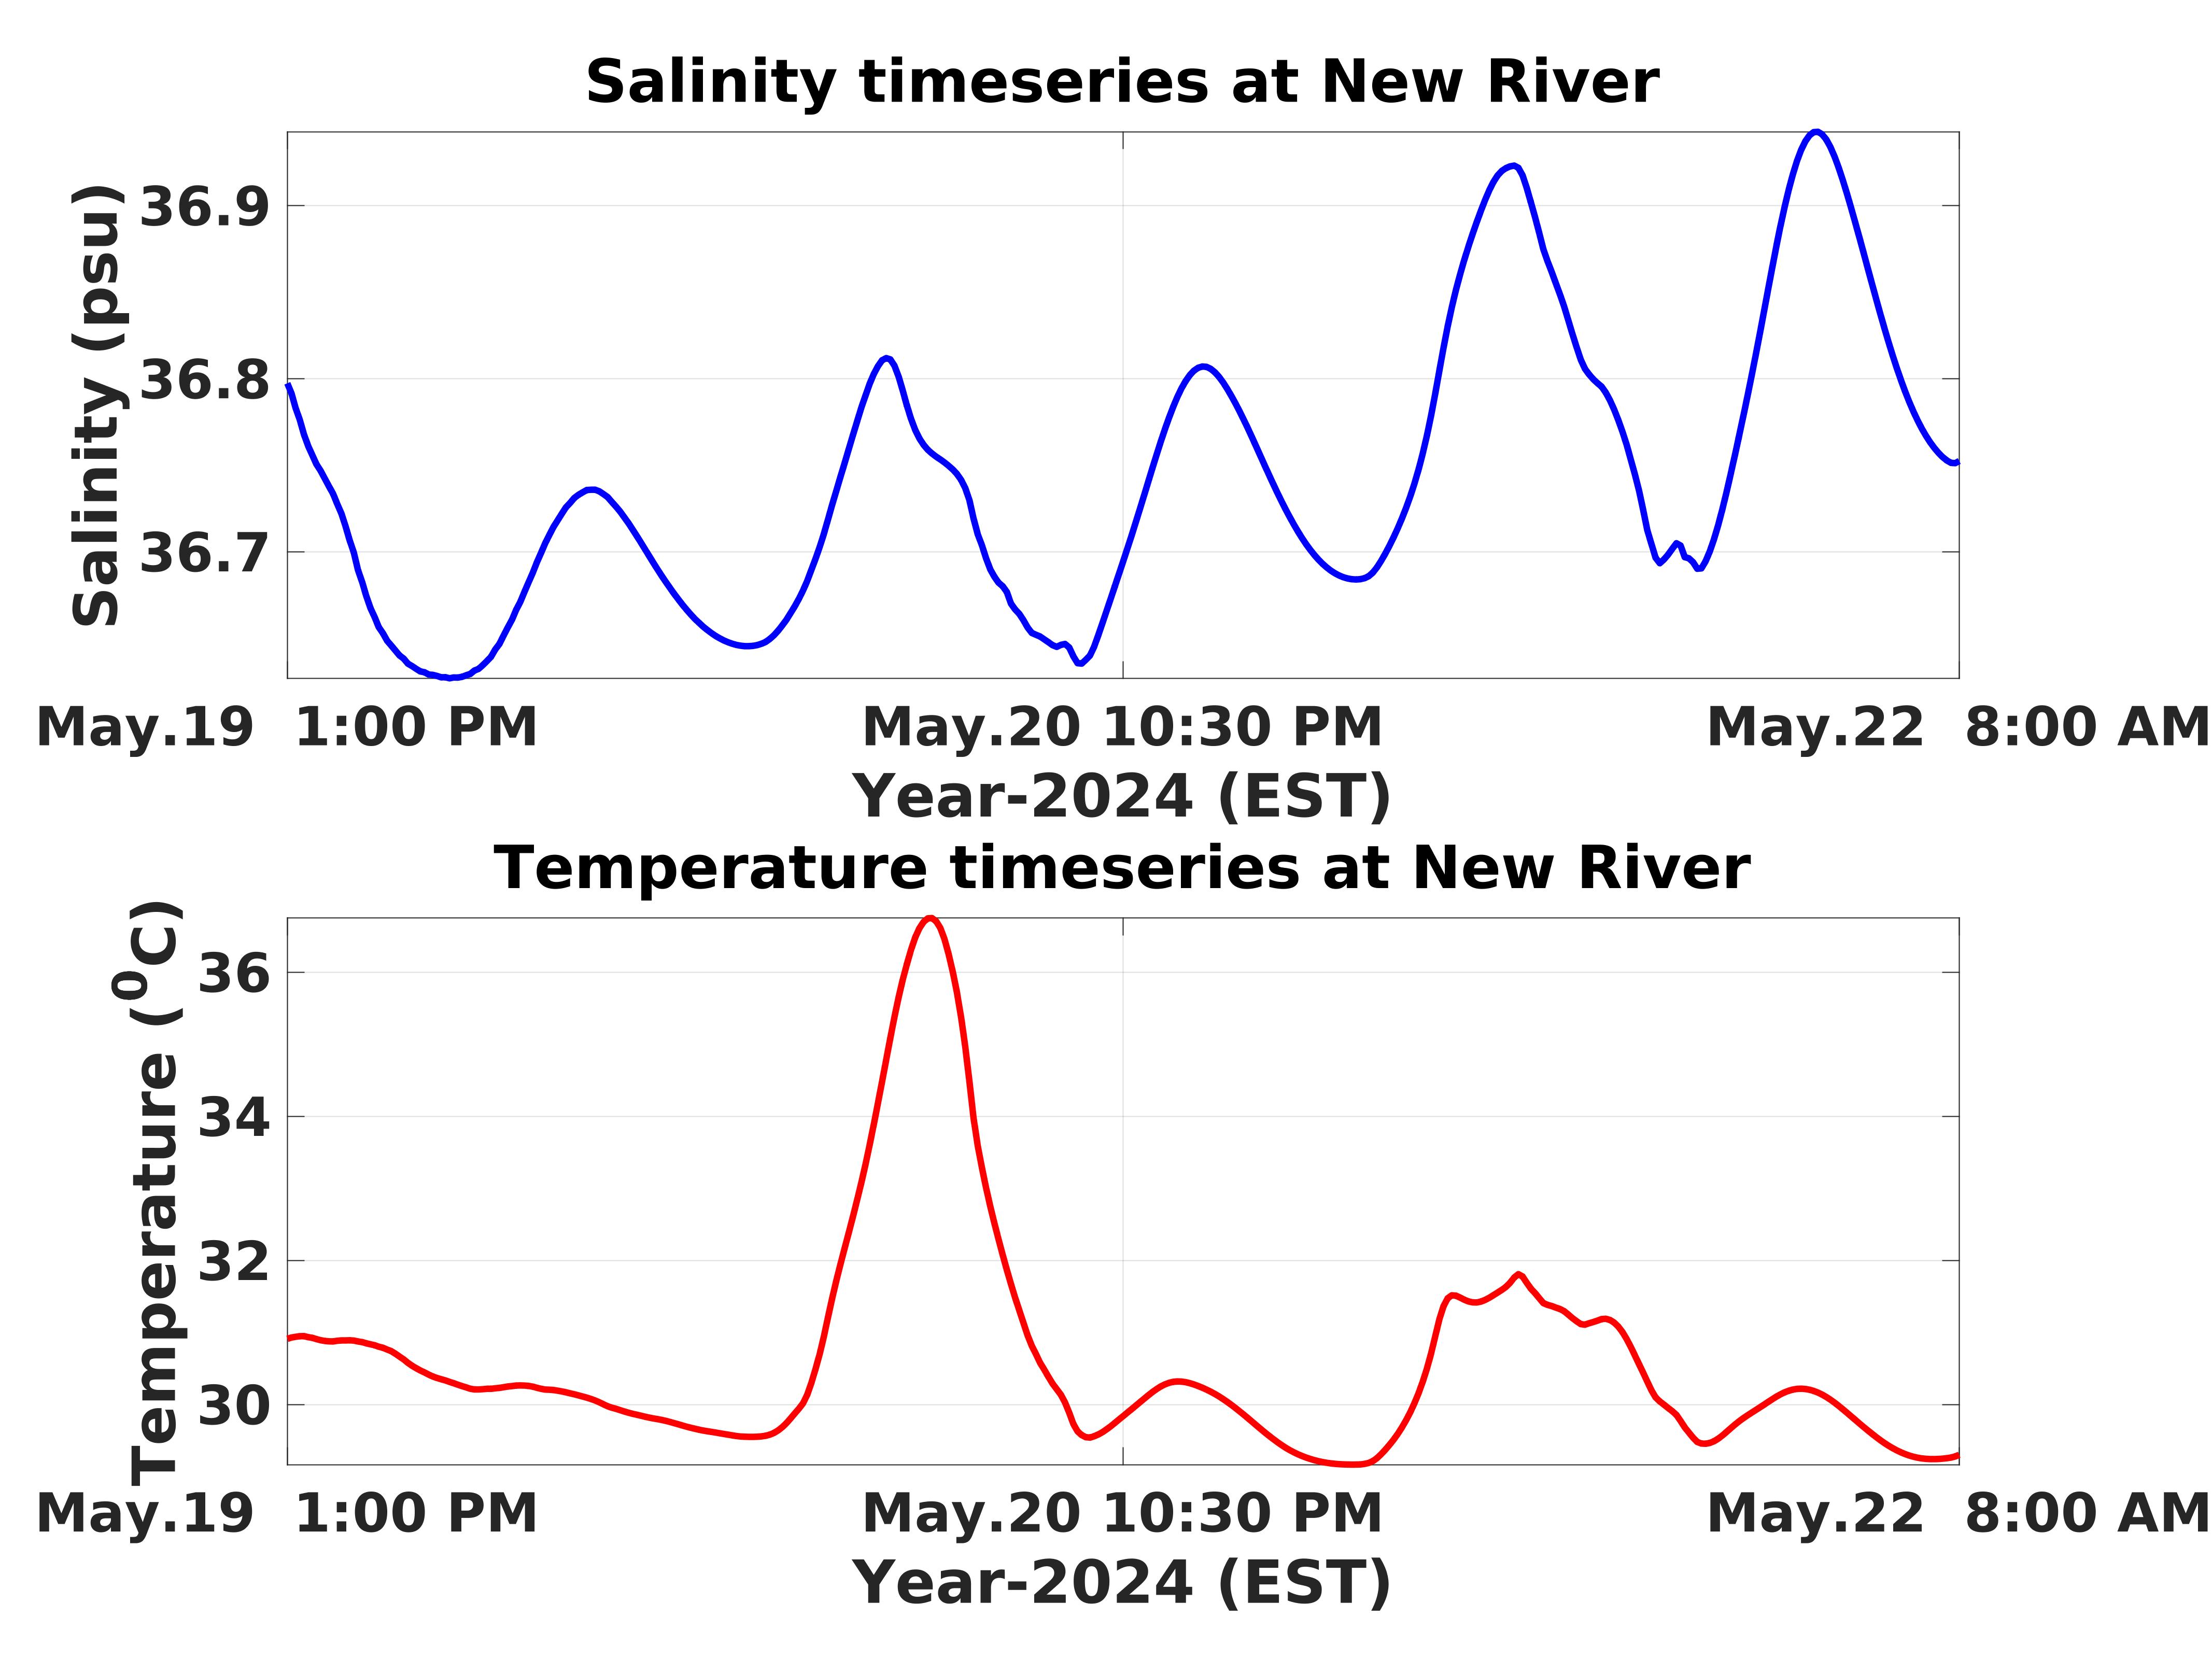 Salinity timeseries at New River
Salinity (psu)
36.9
36.8
36.7
May.19 1:00 PM May.20 10:30 PM May.22 8:00 AM
Year-2024 (EST)
Temperature timeseries at New River
Temperature (⁰C)
36
34
32
30
May.19 1:00 PM May.20 10:30 PM May.22 8:00 AM
Year-2024 (EST)